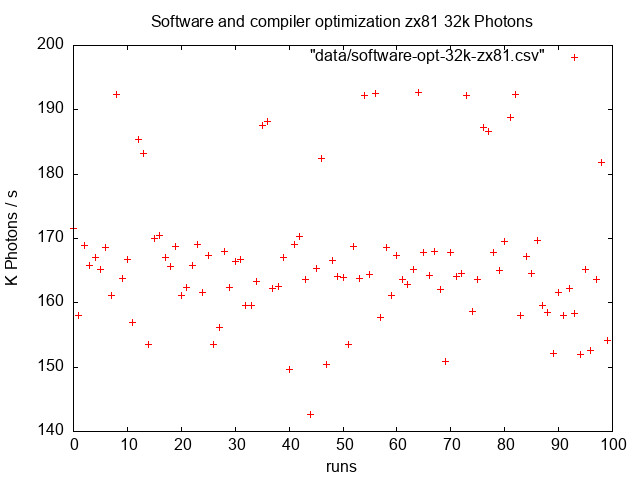 Software and compiler optimization zx81 32k Photons
"data/software-opt-32k-zx81.csv"
K Photons / s
200
190
180
170
160
150
140
0 10 20 30 40 50 60 70 80 90 100
runs